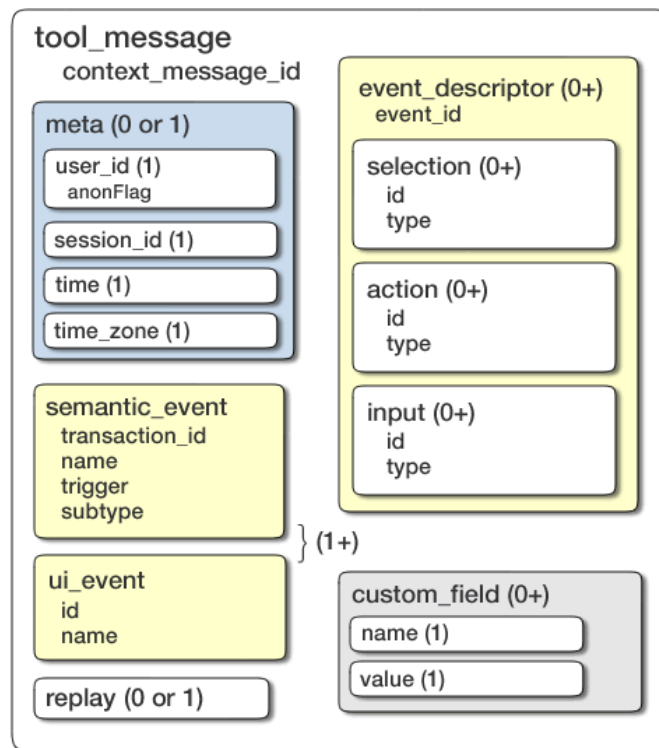 tool_message
context_message_id
meta (0 or 1)
user_id (1)
anonFlag
session_id (1)
time (1)
time_zone (1)
semantic_event
transaction_id
name
trigger
subtype
ui_event
id
name
} (1+)
replay (0 or 1)
event_descriptor (0+)
event_id
selection (0+)
id
type
action (0+)
id
type
input (0+)
id
type
custom_field (0+)
name (1)
value (1)